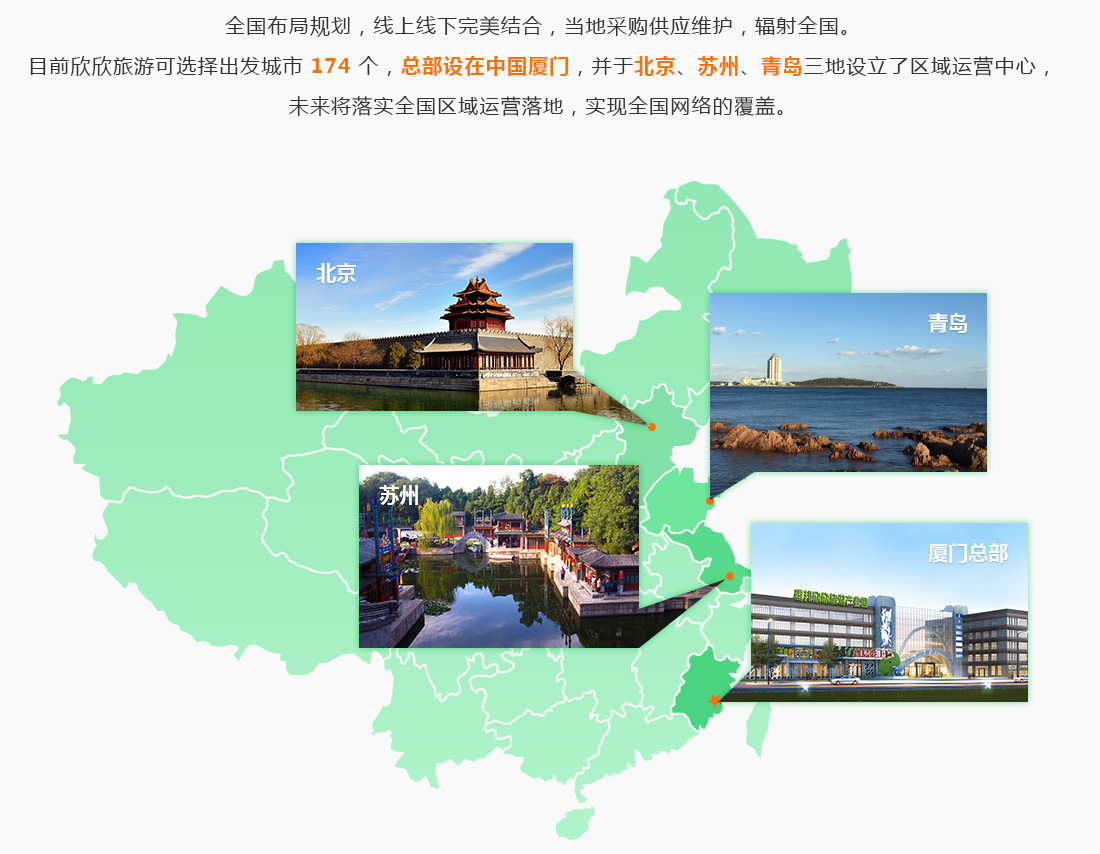 全国布局规划，线上线下完美结合，当地采购供应维护，辐射全国。
目前欣欣旅游可选择出发城市 174 个，总部设在中国厦门，并于北京、苏州、青岛三地设立了区域运营中心，
未来将落实全国区域运营落地，实现全国网络的覆盖。
北京
青岛
苏州
厦门总部